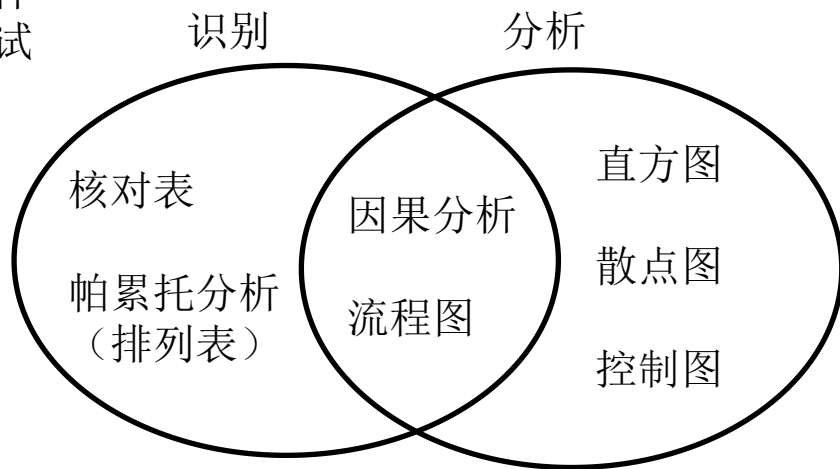 试
识别
分析
核对表
帕累托分析
（排列表）
因果分析
流程图
直方图
散点图
控制图